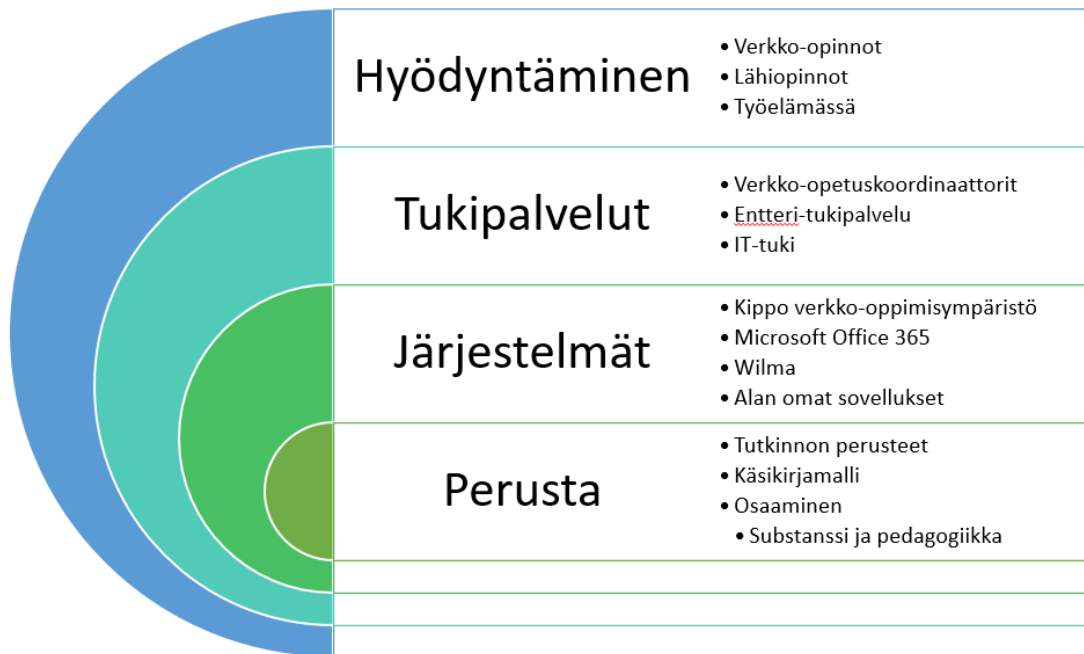 Hyödyntäminen
• Verkko-opinnot
• Lähiopinnot
• Työelämässä
Tukipalvelut
• Verkko-opetuskoordinaattorit
• Entteri-tukipalvelu
• IT-tuki
Järjestelmät
• Kippo verkko-oppimisympäristö
• Microsoft Office 365
• Wilma
• Alan omat sovellukset
Perusta
• Tutkinnon perusteet
• Käsikirjamalli
• Osaaminen
• Substanssi ja pedagogiikka